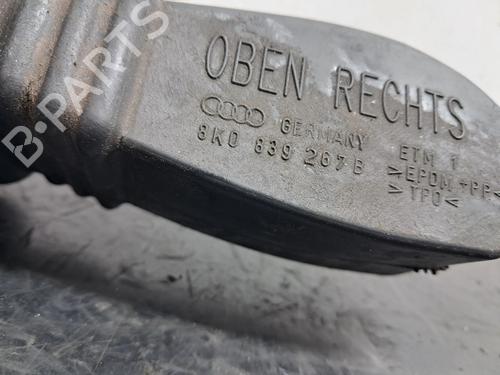 B-PARTS
OBEN RECHTS
GERMANY ETM 1
8K0 839 267 B >EPDM+PP<
>TPO<